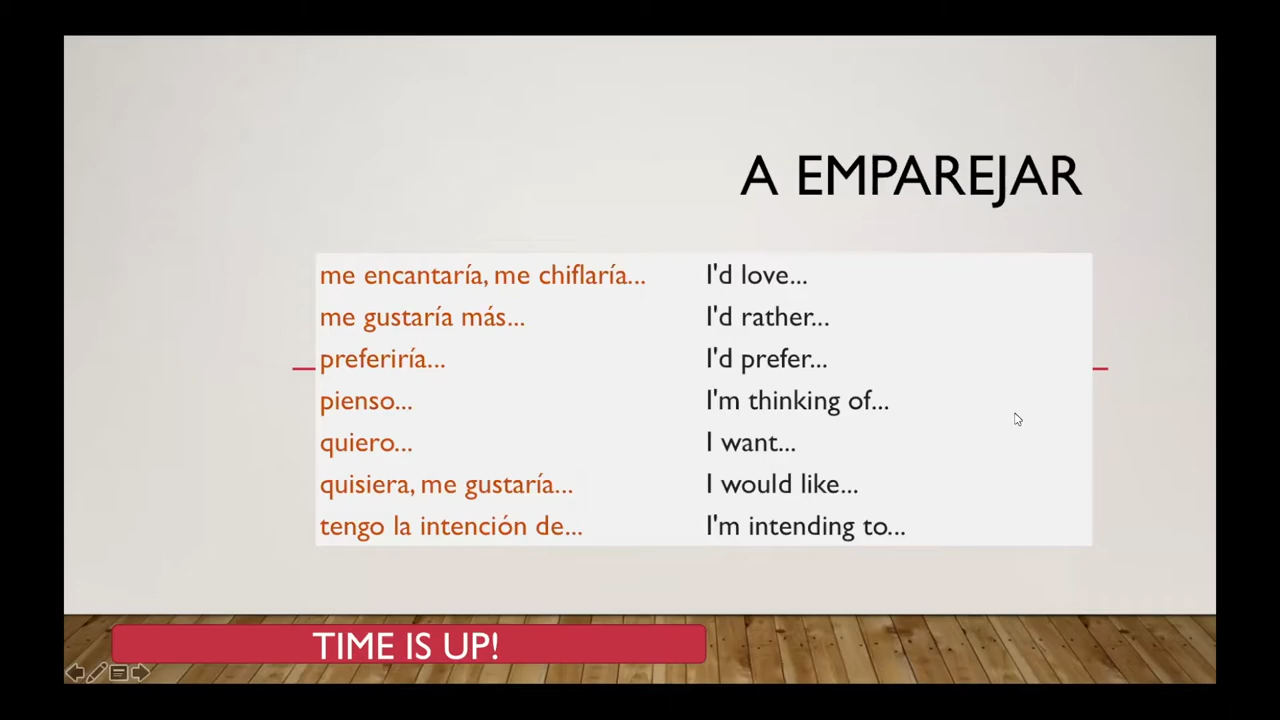 A EMPAREJAR
me encantaría, me chiflaría... I'd love...
me gustaría más... I'd rather...
preferiría... I'd prefer...
pienso... I'm thinking of...
quiero... I want...
quisiera, me gustaría... I would like...
tengo la intención de... I'm intending to...
TIME IS UP!